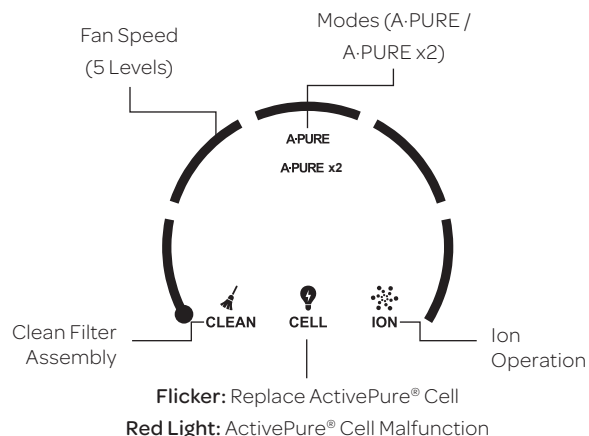 Fan Speed
(5 Levels)
Modes (A·PURE /
A·PURE x2)
A·PURE
A·PURE x2
CLEAN
CELL
ION
Clean Filter
Assembly
Ion
Operation
Flicker: Replace ActivePure® Cell
Red Light: ActivePure® Cell Malfunction